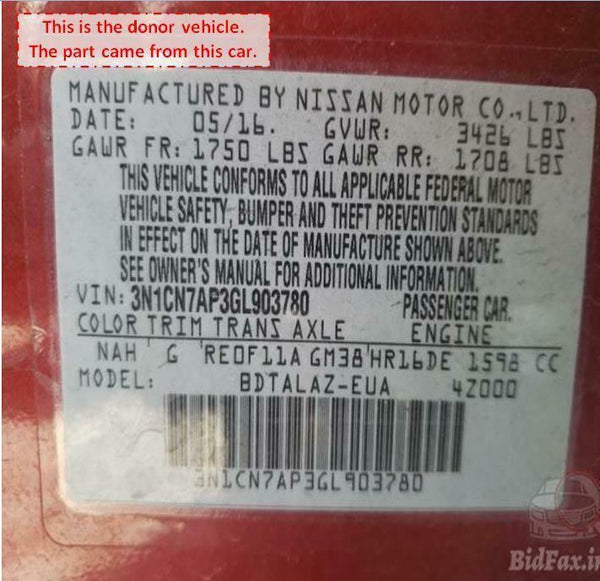 This is the donor vehicle.
The part came from this car.
MANUFACTURED BY NISSAN MOTOR CO., LTD.
DATE: 05/16. GVWR: 3426 LBS
GAWR FR: 1750 LBS GAWR RR: 1708 LBS
THIS VEHICLE CONFORMS TO ALL APPLICABLE FEDERAL MOTOR
VEHICLE SAFETY, BUMPER AND THEFT PREVENTION STANDARDS
IN EFFECT ON THE DATE OF MANUFACTURE SHOWN ABOVE.
SEE OWNER'S MANUAL FOR ADDITIONAL INFORMATION.
VIN: 3N1CN7AP3GL903780 PASSENGER CAR.
COLOR TRIM TRANS AXLE ENGINE
NAH G RE0F11A GM38 HR16DE 1598 CC
MODEL: BDTALAZ-EUA 4Z000
3N1CN7AP3GL903780